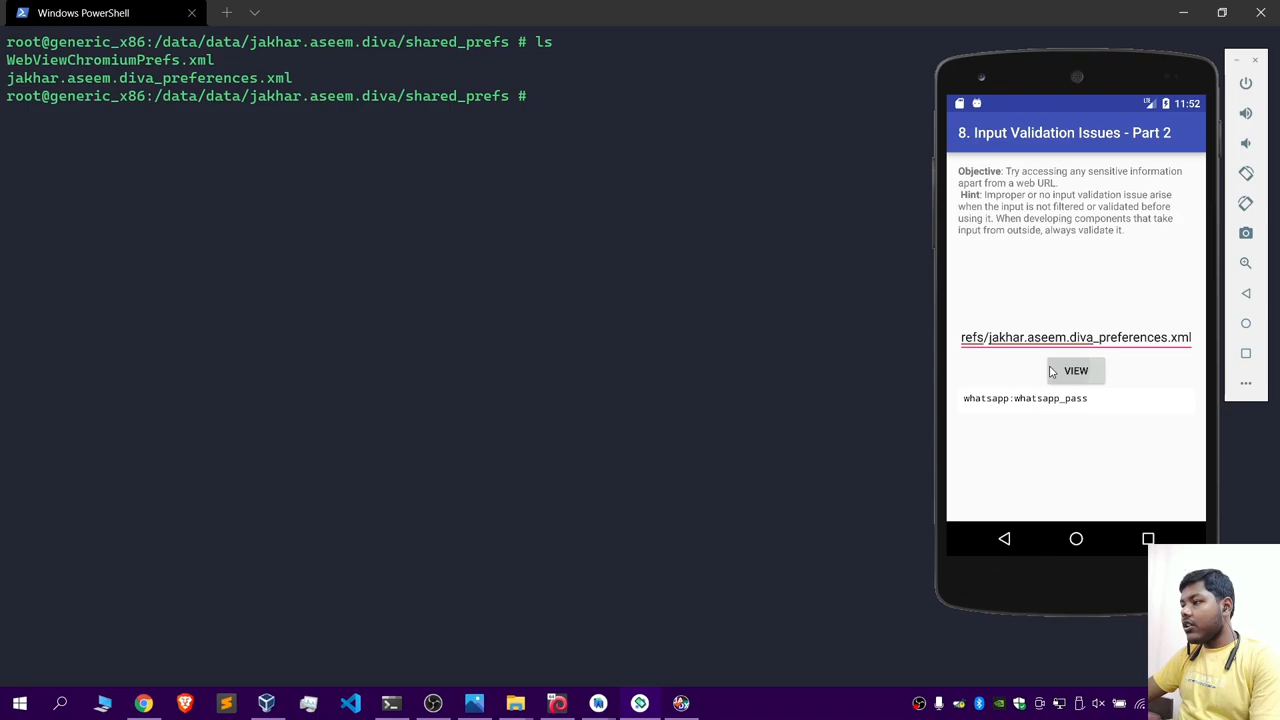 Windows PowerShell
root@generic_x86:/data/data/jakhar.aseem.diva/shared_prefs # ls
WebViewChromiumPrefs.xml
jakhar.aseem.diva_preferences.xml
root@generic_x86:/data/data/jakhar.aseem.diva/shared_prefs #
11:52
8. Input Validation Issues - Part 2
Objective: Try accessing any sensitive information
apart from a web URL.
Hint: Improper or no input validation issue arise
when the input is not filtered or validated before
using it. When developing components that take
input from outside, always validate it.
refs/jakhar.aseem.diva_preferences.xml
VIEW
whatsapp:whatsapp_pass